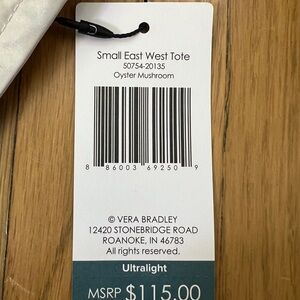 Small East West Tote
50754-20135
Oyster Mushroom
8 86003 69250 9
© VERA BRADLEY
12420 STONEBRIDGE ROAD
ROANOKE, IN 46783
All rights reserved.
Ultralight
MSRP $115.00